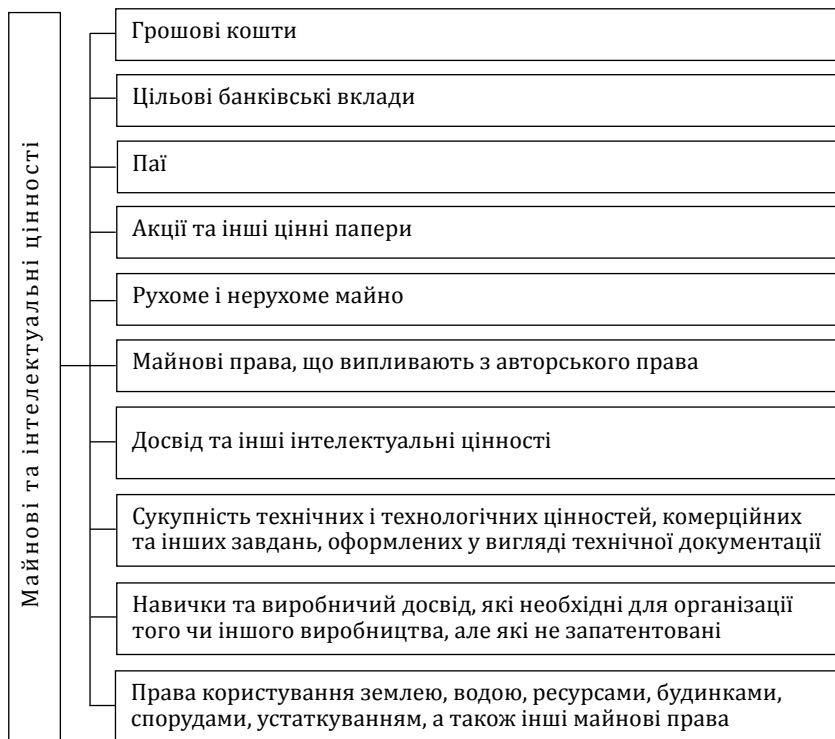 Майнові та інтелектуальні цінності
Грошові кошти
Цільові банківські вклади
Паї
Акції та інші цінні папери
Рухоме і нерухоме майно
Майнові права, що випливають з авторського права
Досвід та інші інтелектуальні цінності
Сукупність технічних і технологічних цінностей, комерційних
та інших завдань, оформлених у вигляді технічної документації
Навички та виробничий досвід, які необхідні для організації
того чи іншого виробництва, але які не запатентовані
Права користування землею, водою, ресурсами, будинками,
спорудами, устаткуванням, а також інші майнові права